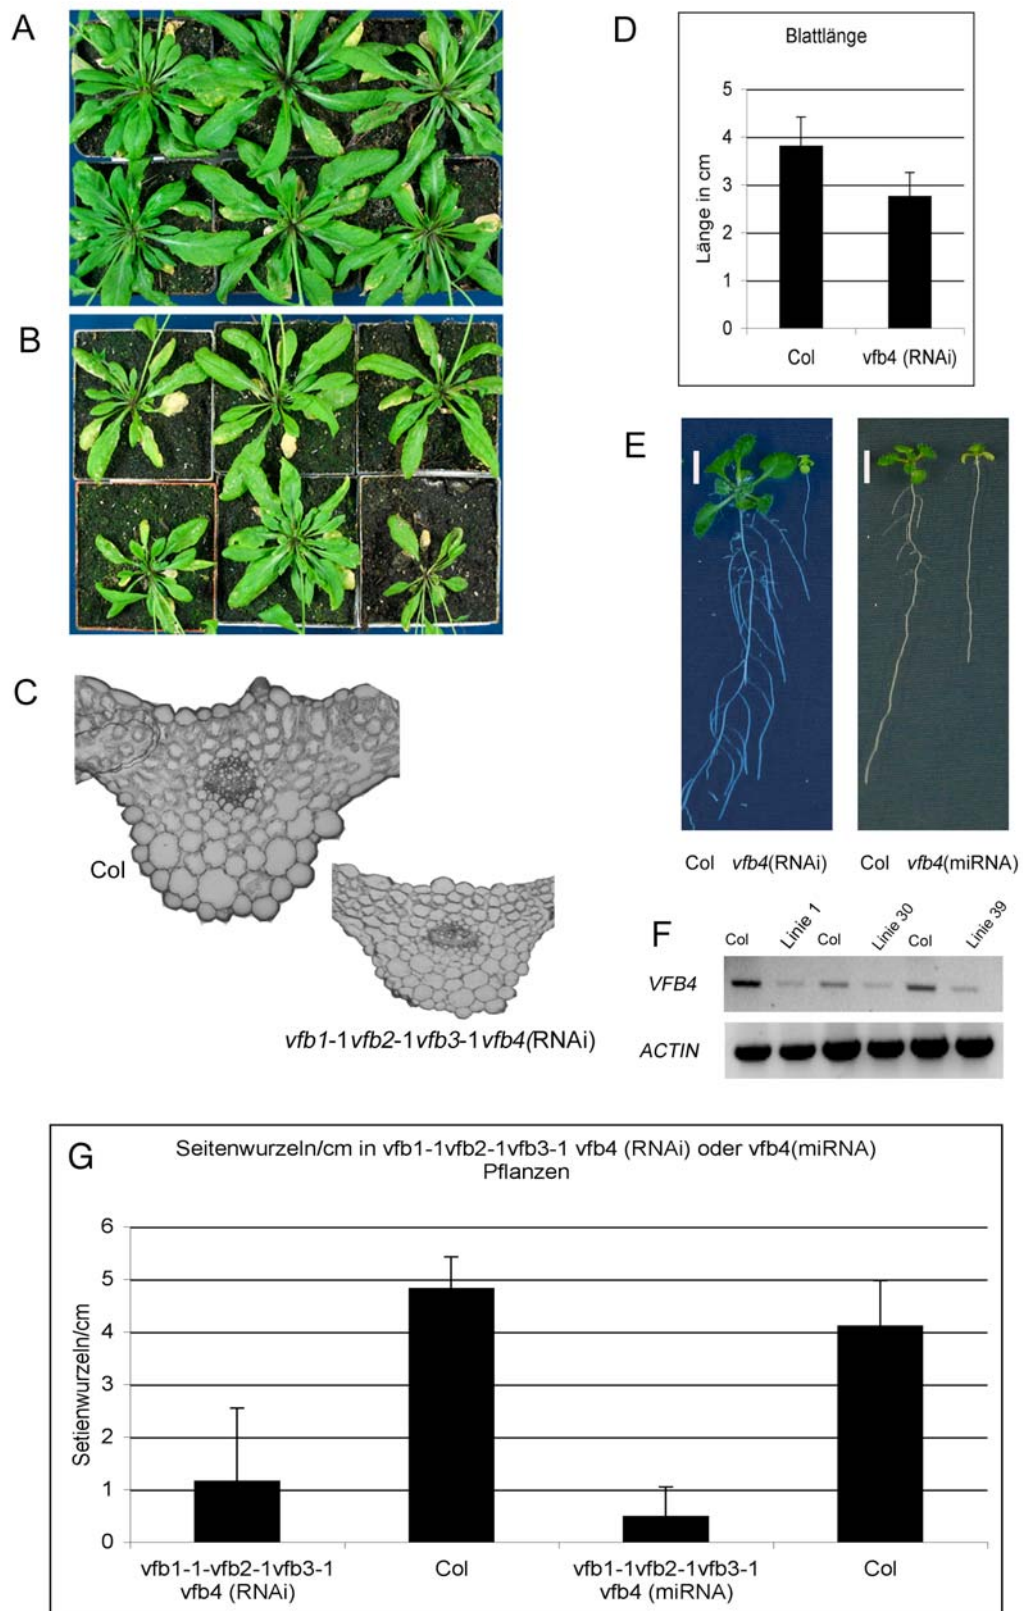 A
B
C
Col
vfb1-1vfb2-1vfb3-1vfb4(RNAi)
D
Blattlänge
Länge in cm
5
4
3
2
1
0
Col vfb4 (RNAi)
E
Col vfb4(RNAi) Col vfb4(miRNA)
F
Col Linie 1 Col Linie 30 Col Linie 39
VFB4
ACTIN
G
Seitenwurzeln/cm in vfb1-1vfb2-1vfb3-1 vfb4 (RNAi) oder vfb4(miRNA)
Pflanzen
Setienwurzeln/cm
6
5
4
3
2
1
0
vfb1-1-vfb2-1vfb3-1 Col vfb1-1vfb2-1vfb3-1 Col
vfb4 (RNAi) vfb4 (miRNA)